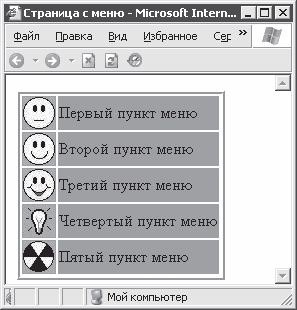 Страница с меню - Microsoft Intern...
Файл Правка Вид Избранное Сер »
Первый пункт меню
Второй пункт меню
Третий пункт меню
Четвертый пункт меню
Пятый пункт меню
Мой компьютер